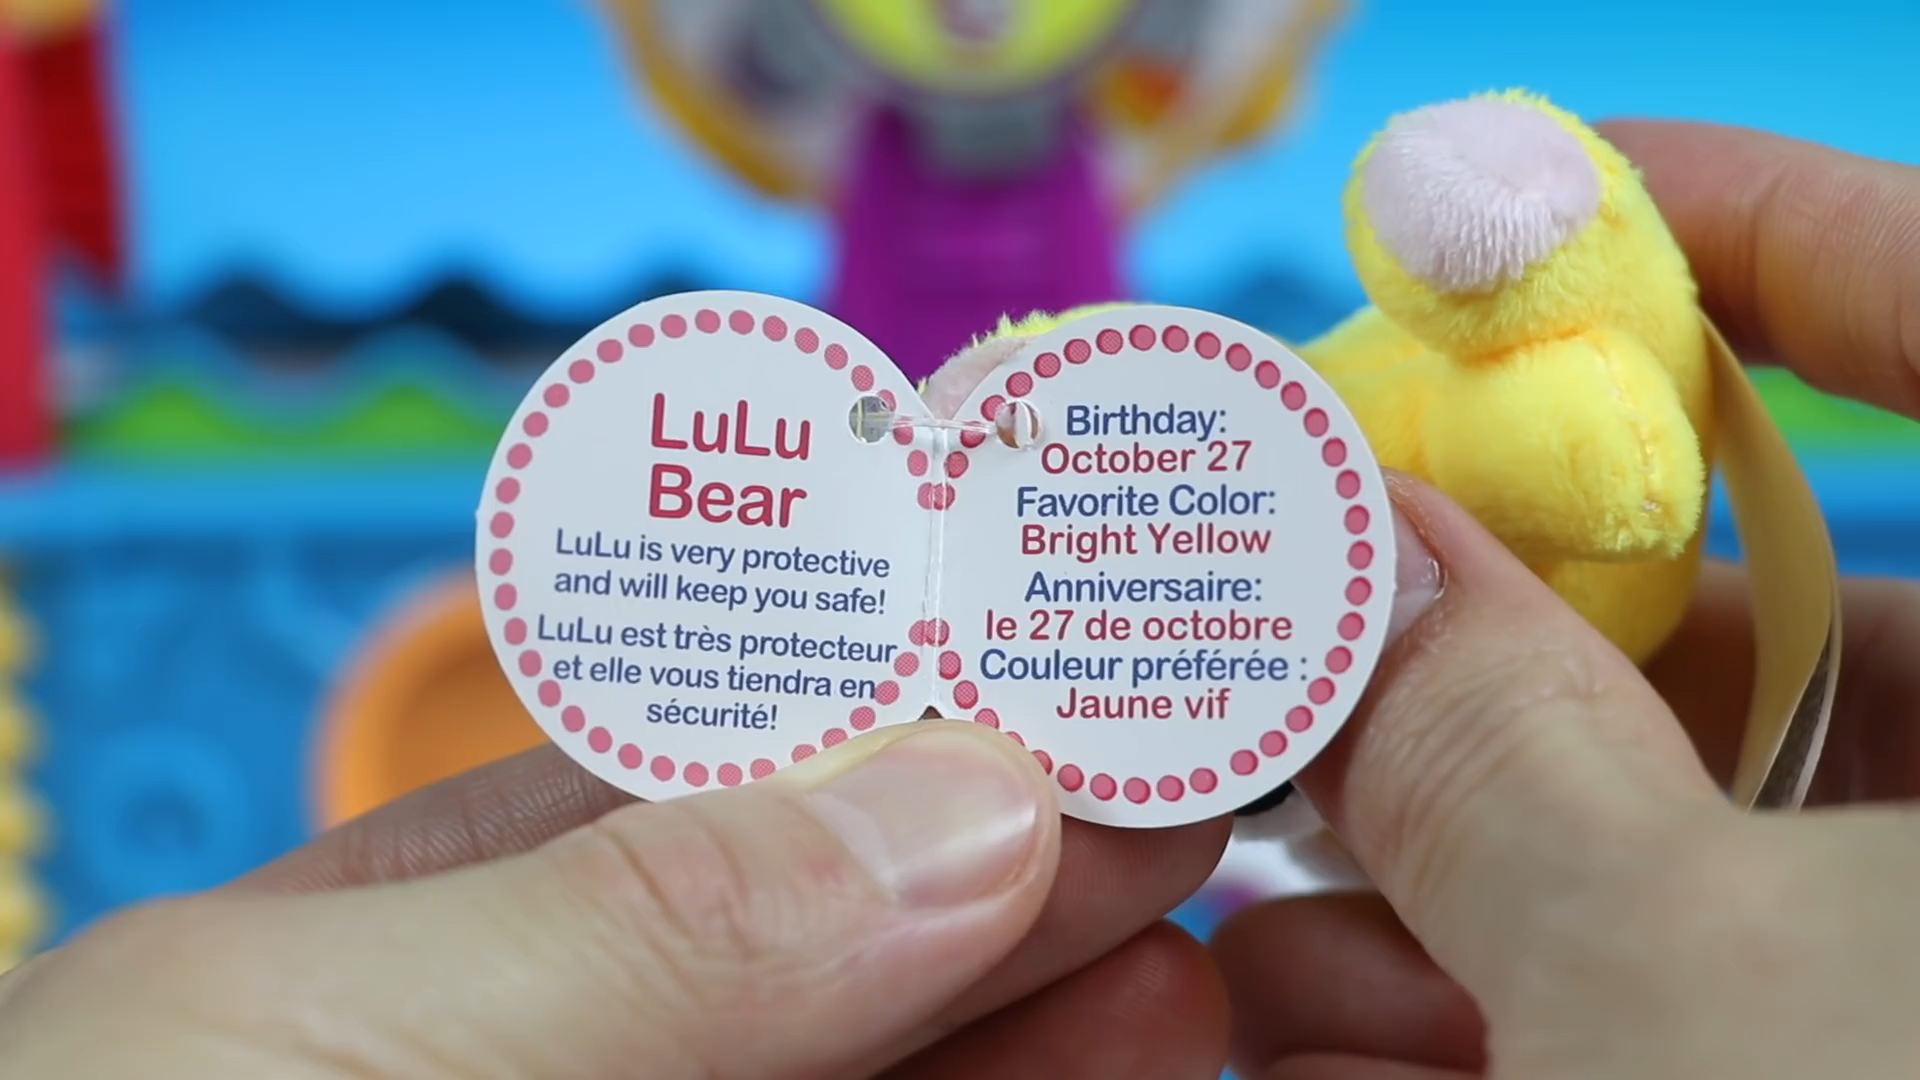 LuLu
Bear
LuLu is very protective
and will keep you safe!
LuLu est très protecteur
et elle vous tiendra en
sécurité!
Birthday:
October 27
Favorite Color:
Bright Yellow
Anniversaire:
le 27 de octobre
Couleur préférée :
Jaune vif